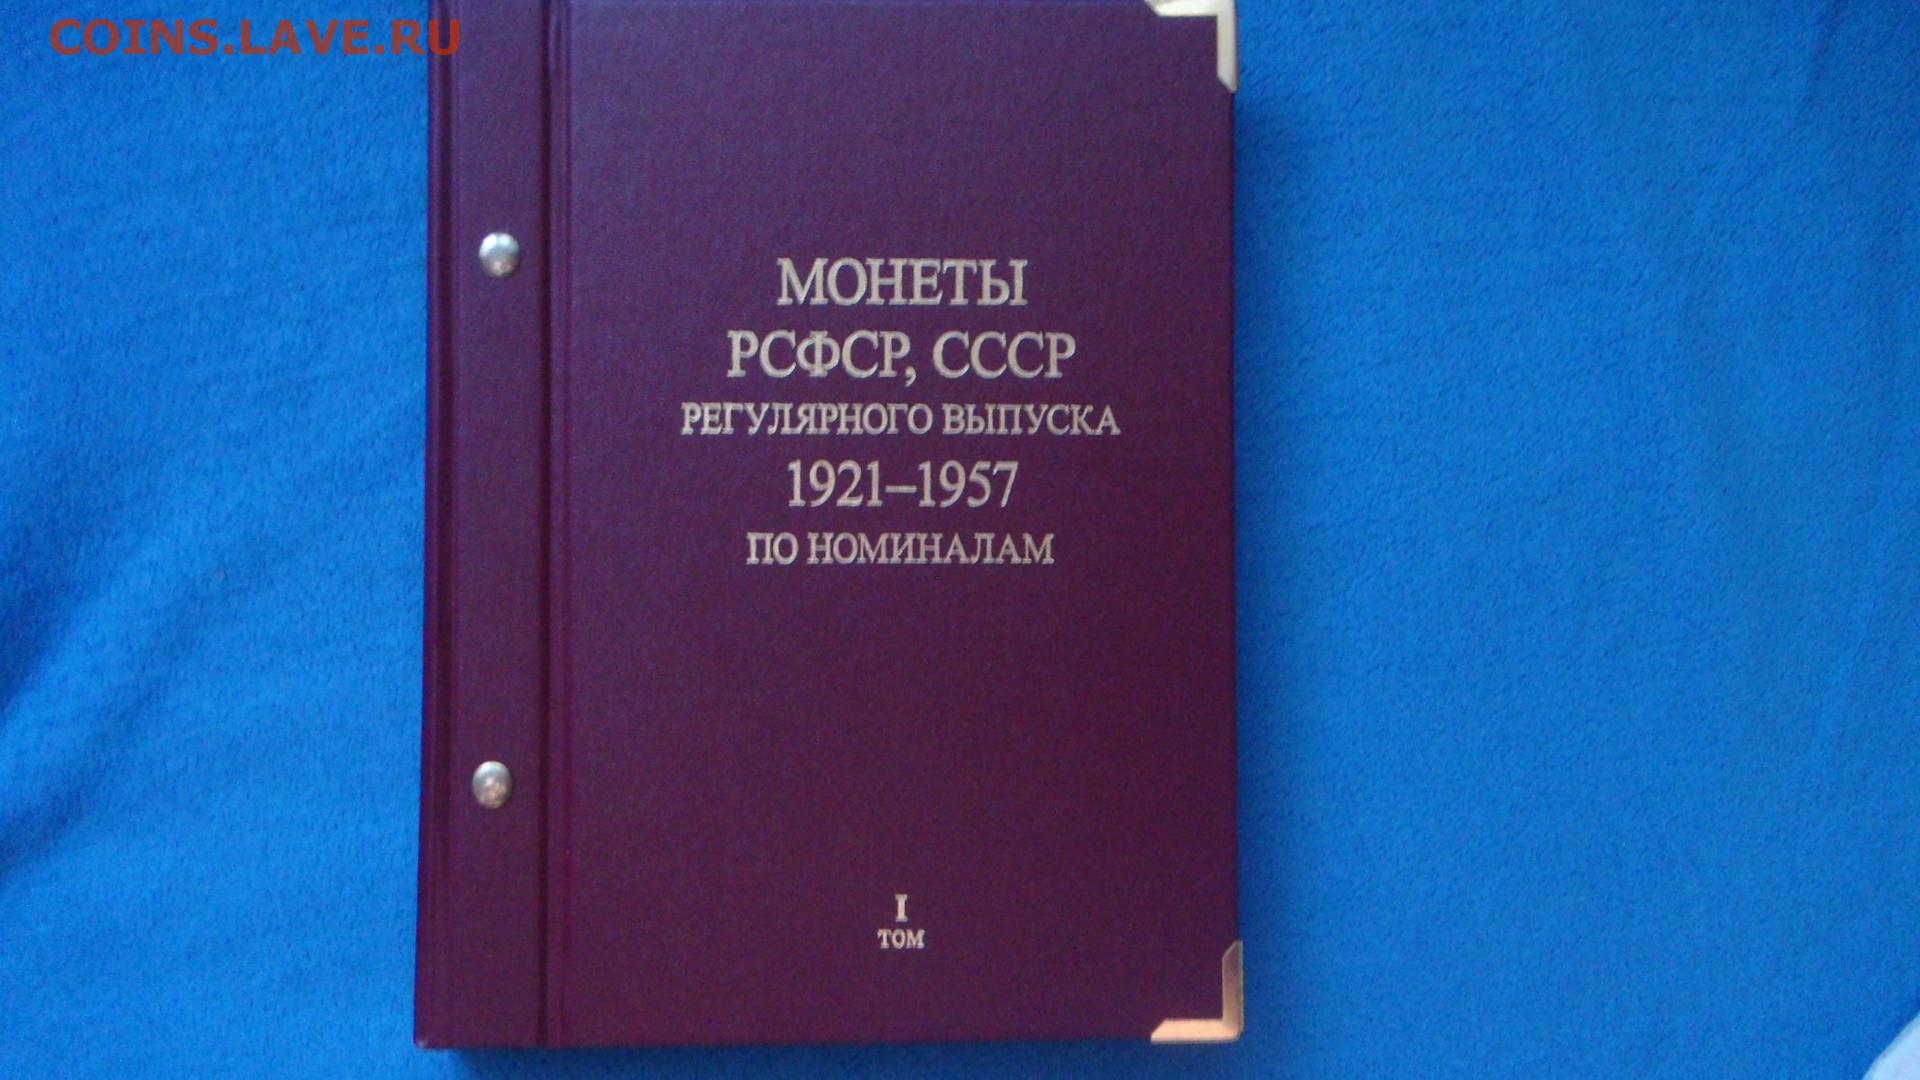 COINS.LAVE.RU
МОНЕТЫ
РСФСР, СССР
РЕГУЛЯРНОГО ВЫПУСКА
1921–1957
ПО НОМИНАЛАМ
I
ТОМ